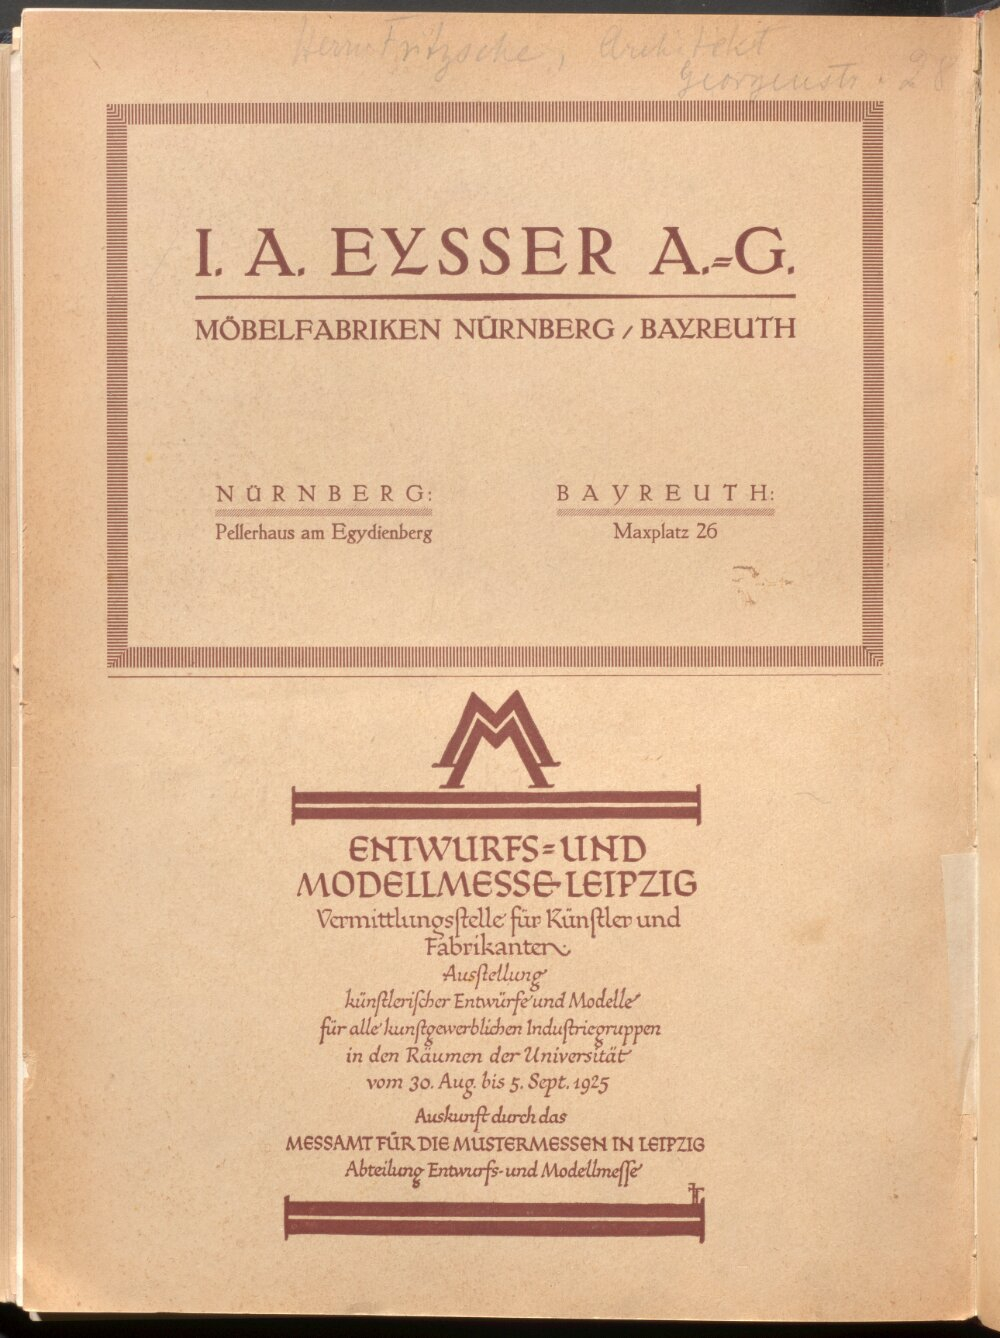 Herrn Fritzsche, Architekt
Georgenstr. 28
I. A. EYSSER A.=G.
MÖBELFABRIKEN NÜRNBERG / BAYREUTH
NÜRNBERG:
Pellerhaus am Egydienberg
BAYREUTH:
Maxplatz 26
M
ENTWURFS=UND
MODELLMESSE LEIPZIG
Vermittlungsſtelle für Künſtler und
Fabrikanten
Ausſtellung
künſtleriſcher Entwürfe und Modelle
für alle kunſtgewerblichen Induſtriegruppen
in den Räumen der Universität
vom 30. Aug. bis 5. Sept. 1925
Auskunft durch das
MESSAMT FÜR DIE MUSTERMESSEN IN LEIPZIG
Abteilung Entwurfs- und Modellmeſſe